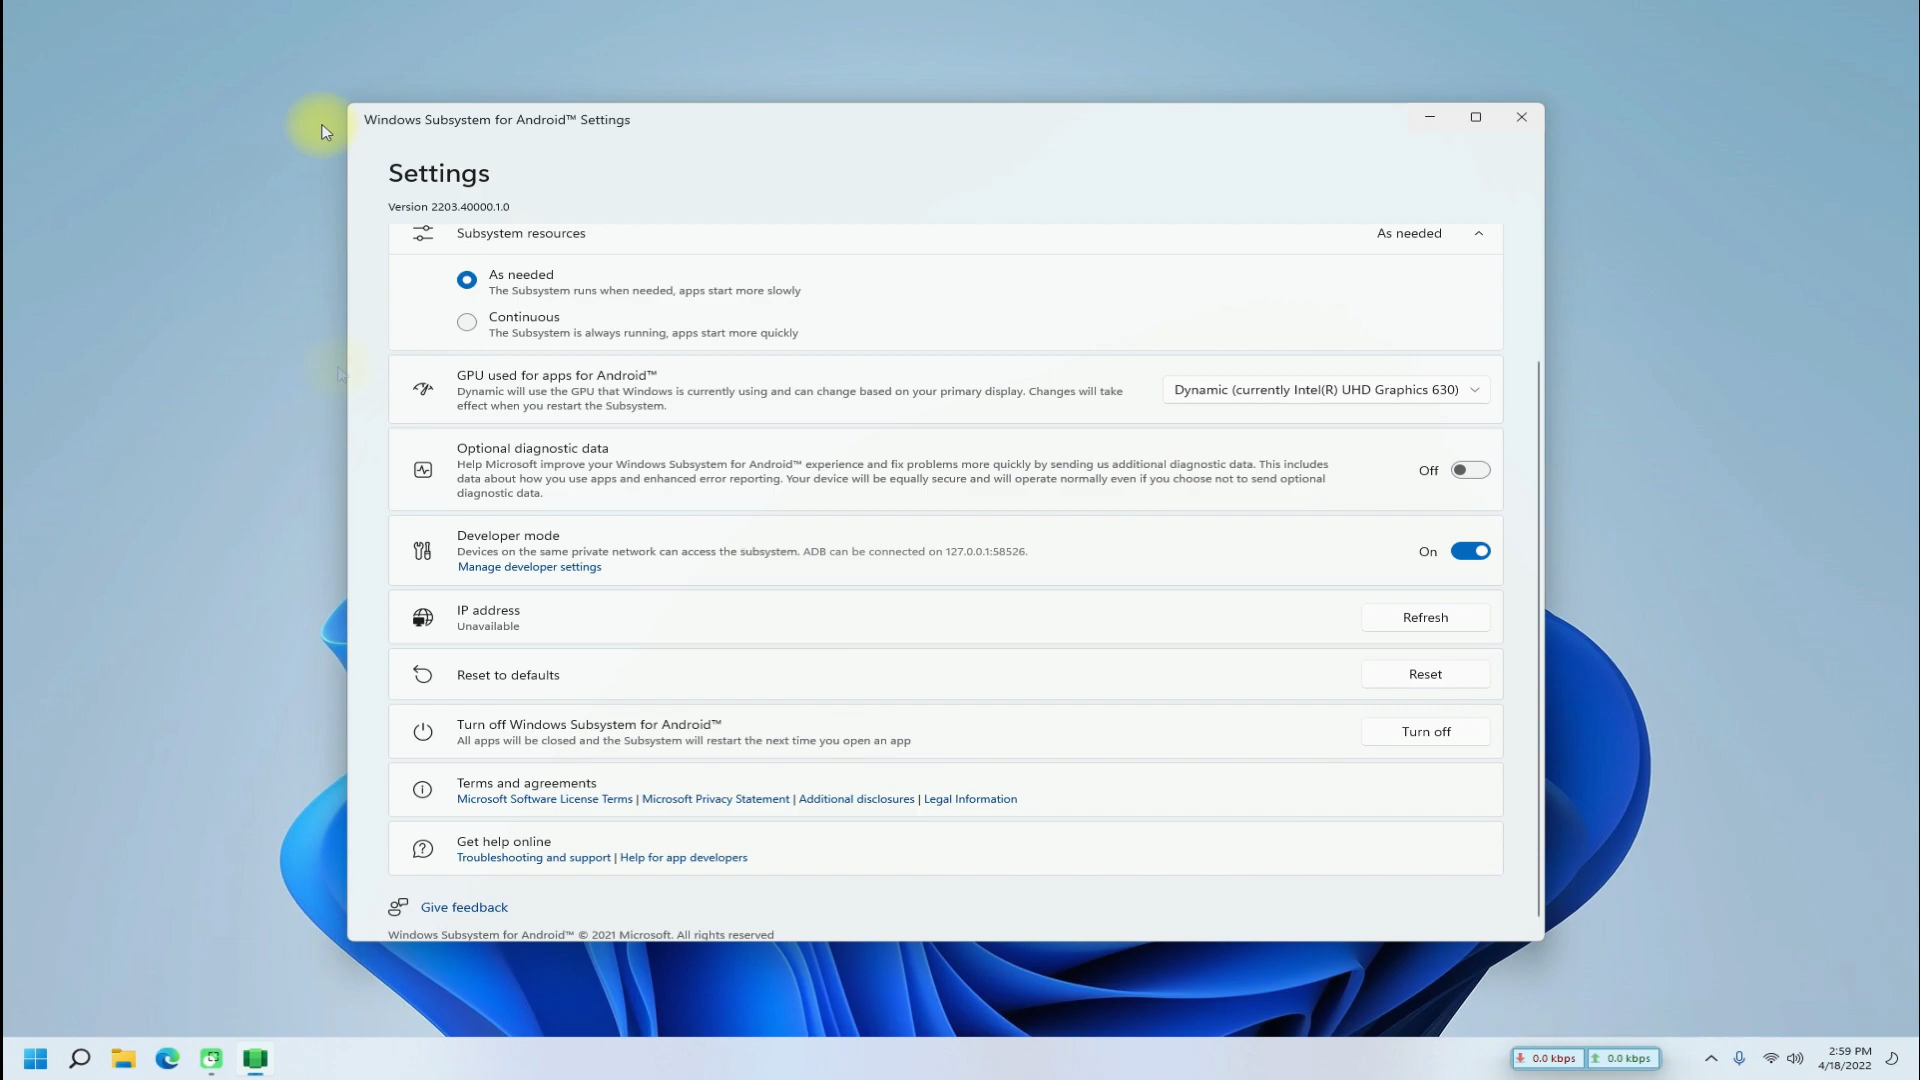 Windows Subsystem for Android™ Settings
Settings
Version 2203.40000.1.0
Subsystem resources
As needed
As needed
The Subsystem runs when needed, apps start more slowly
Continuous
The Subsystem is always running, apps start more quickly
GPU used for apps for Android™
Dynamic will use the GPU that Windows is currently using and can change based on your primary display. Changes will take
effect when you restart the Subsystem.
Dynamic (currently Intel(R) UHD Graphics 630)
Optional diagnostic data
Help Microsoft improve your Windows Subsystem for Android™ experience and fix problems more quickly by sending us additional diagnostic data. This includes
data about how you use apps and enhanced error reporting. Your device will be equally secure and will operate normally even if you choose not to send optional
diagnostic data.
Off
Developer mode
Devices on the same private network can access the subsystem. ADB can be connected on 127.0.0.1:58526.
Manage developer settings
On
IP address
Unavailable
Refresh
Reset to defaults
Reset
Turn off Windows Subsystem for Android™
All apps will be closed and the Subsystem will restart the next time you open an app
Turn off
Terms and agreements
Microsoft Software License Terms | Microsoft Privacy Statement | Additional disclosures | Legal Information
Get help online
Troubleshooting and support | Help for app developers
Give feedback
Windows Subsystem for Android™ © 2021 Microsoft. All rights reserved
0.0 kbps
0.0 kbps
2:59 PM
4/18/2022